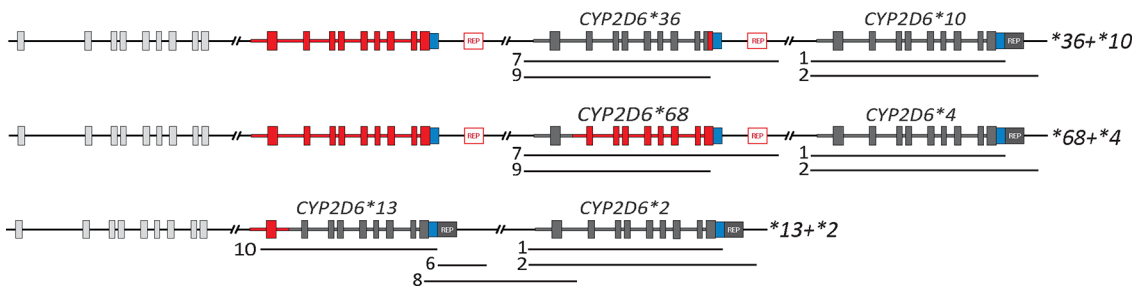 CYP2D6*36 CYP2D6*10
REP REP REP *36+*10
7 1
9 2
CYP2D6*68 CYP2D6*4
REP REP REP *68+*4
7 1
9 2
CYP2D6*13 CYP2D6*2
REP REP *13+*2
10 1
6 2
8